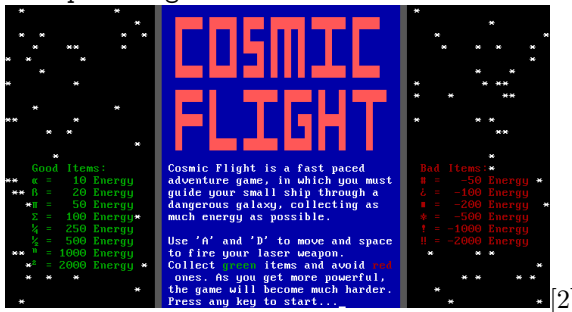 COSMIC
FLIGHT
Good Items:
α = 10 Energy
ß = 20 Energy
π = 50 Energy
Σ = 100 Energy
¼ = 250 Energy
½ = 500 Energy
ⁿ = 1000 Energy
² = 2000 Energy
Cosmic Flight is a fast paced
adventure game, in which you must
guide your small ship through a
dangerous galaxy, collecting as
much energy as possible.
Use 'A' and 'D' to move and space
to fire your laser weapon.
Collect green items and avoid red
ones. As you get more powerful,
the game will become much harder.
Press any key to start..._
Bad Items:
= -50 Energy
¿ = -100 Energy
= -200 Energy
= -500 Energy
! = -1000 Energy
‼ = -2000 Energy
[2